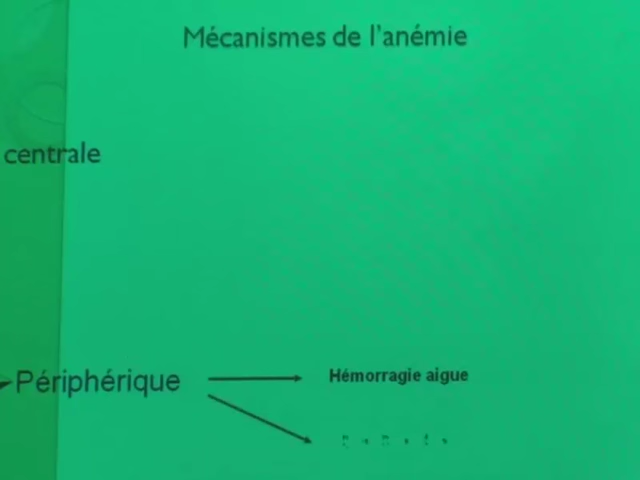 Mécanismes de l'anémie
centrale
Périphérique
Hémorragie aigue